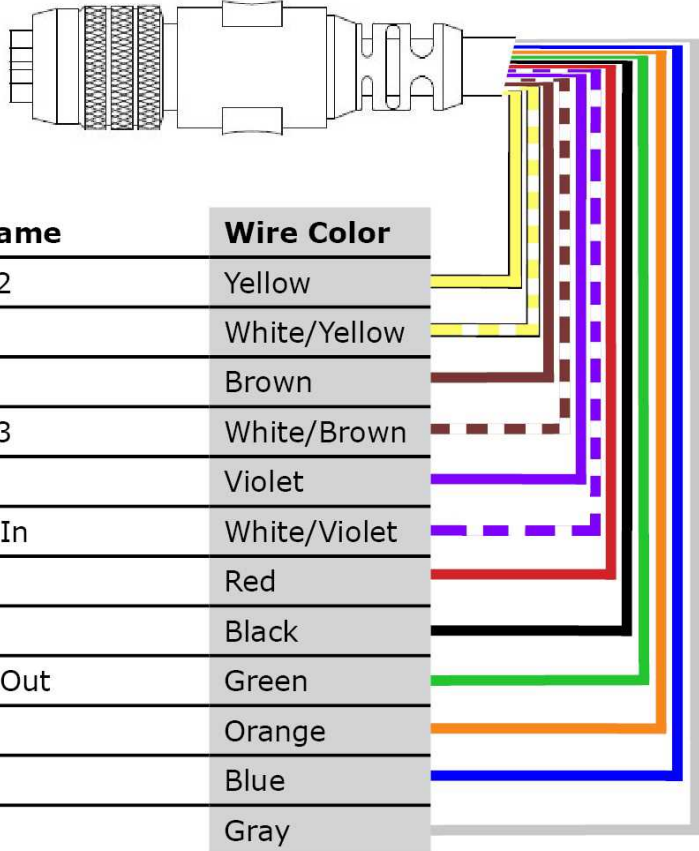 ame Wire Color
2 Yellow
White/Yellow
Brown
3 White/Brown
Violet
In White/Violet
Red
Black
Out Green
Orange
Blue
Gray